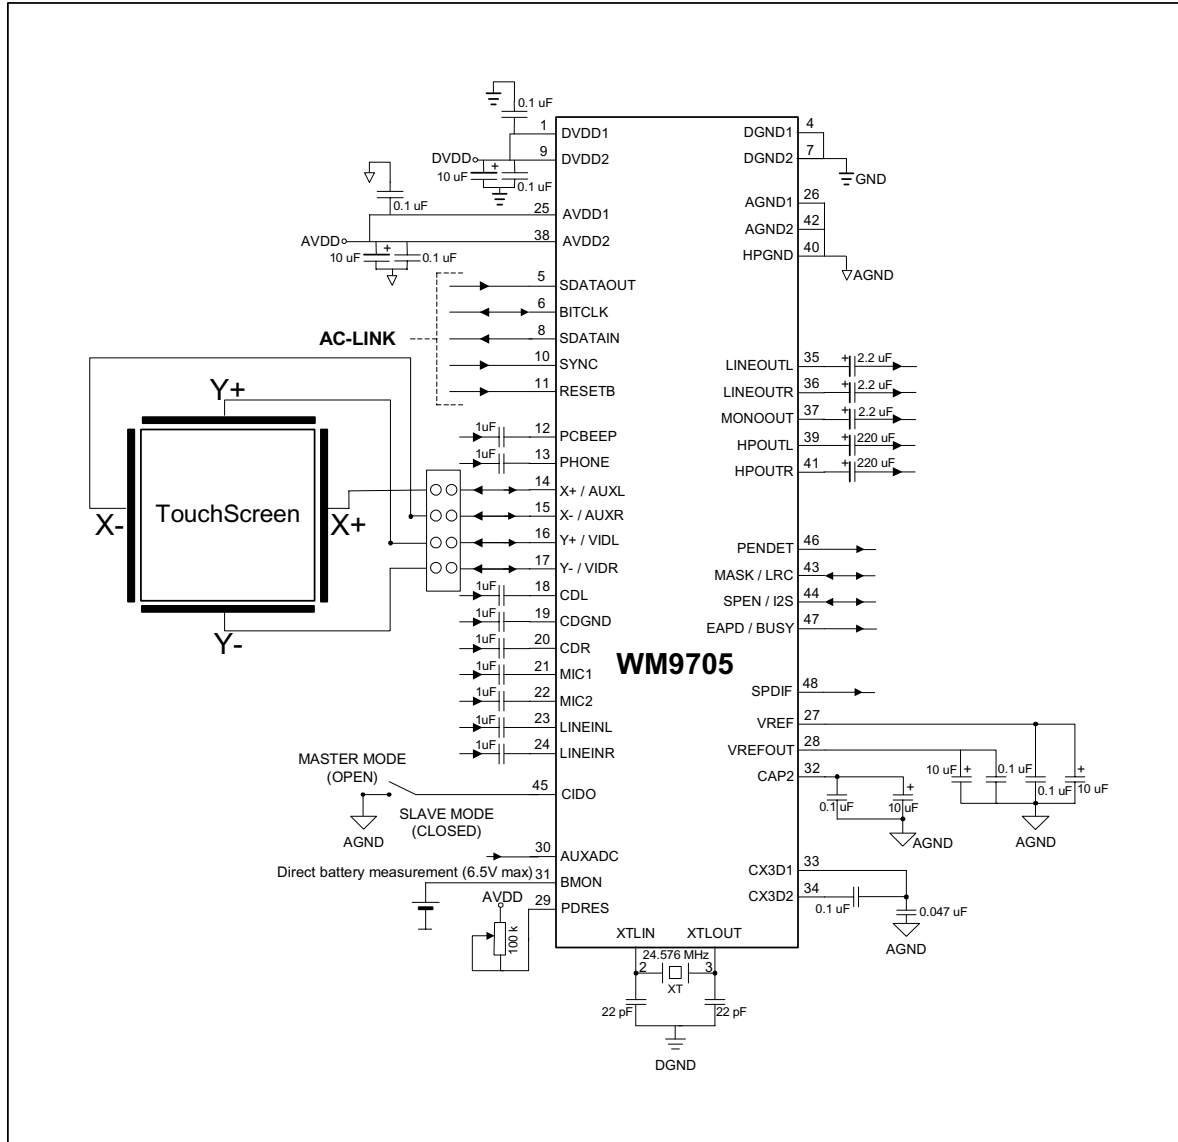 0.1 uF
1
DVDD1
DVDD
9
DVDD2
10 uF
+
0.1 uF
0.1 uF
25
AVDD1
AVDD
38
AVDD2
10 uF
+
0.1 uF
5
SDATAOUT
6
BITCLK
AC-LINK
8
SDATAIN
10
SYNC
11
RESETB
1uF
12
PCBEEP
1uF
13
PHONE
14
X+ / AUXL
15
X- / AUXR
16
Y+ / VIDL
17
Y- / VIDR
Y+
X-
TouchScreen
X+
Y-
1uF
18
CDL
1uF
19
CDGND
1uF
20
CDR
1uF
21
MIC1
1uF
22
MIC2
1uF
23
LINEINL
1uF
24
LINEINR
MASTER MODE
(OPEN)
45
CIDO
SLAVE MODE
(CLOSED)
AGND
30
AUXADC
Direct battery measurement (6.5V max)
31
BMON
AVDD
29
PDRES
100 k
WM9705
4
DGND1
7
DGND2
GND
26
AGND1
42
AGND2
40
HPGND
AGND
LINEOUTL
35
+
2.2 uF
LINEOUTR
36
+
2.2 uF
MONOOUT
37
+
2.2 uF
HPOUTL
39
+
220 uF
HPOUTR
41
+
220 uF
PENDET
46
MASK / LRC
43
SPEN / I2S
44
EAPD / BUSY
47
SPDIF
48
VREF
27
VREFOUT
28
10 uF
+
0.1 uF
0.1 uF
+
10 uF
AGND
CAP2
32
0.1 uF
+
10 uF
AGND
CX3D1
33
CX3D2
34
0.1 uF
0.047 uF
AGND
XTLIN
XTLOUT
24.576 MHz
2
3
XT
22 pF
22 pF
DGND